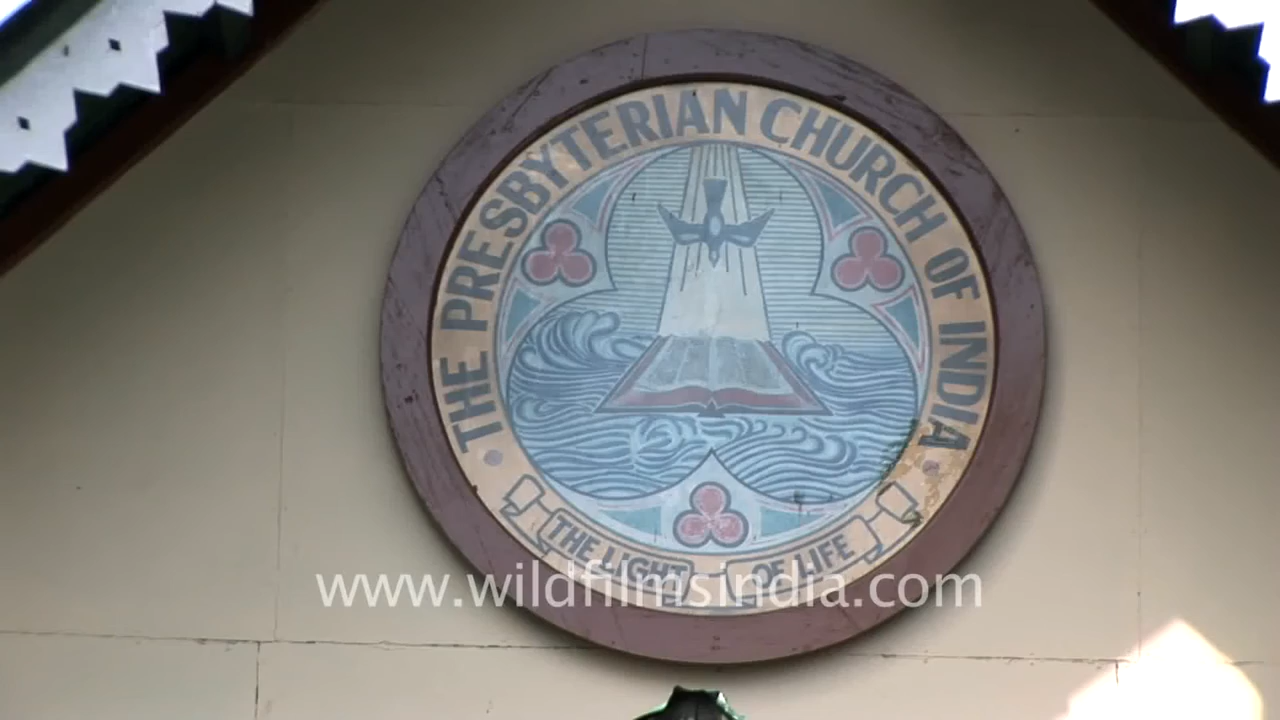 THE PRESBYTERIAN CHURCH OF INDIA
THE LIGHT OF LIFE
www.wildfilmsindia.com